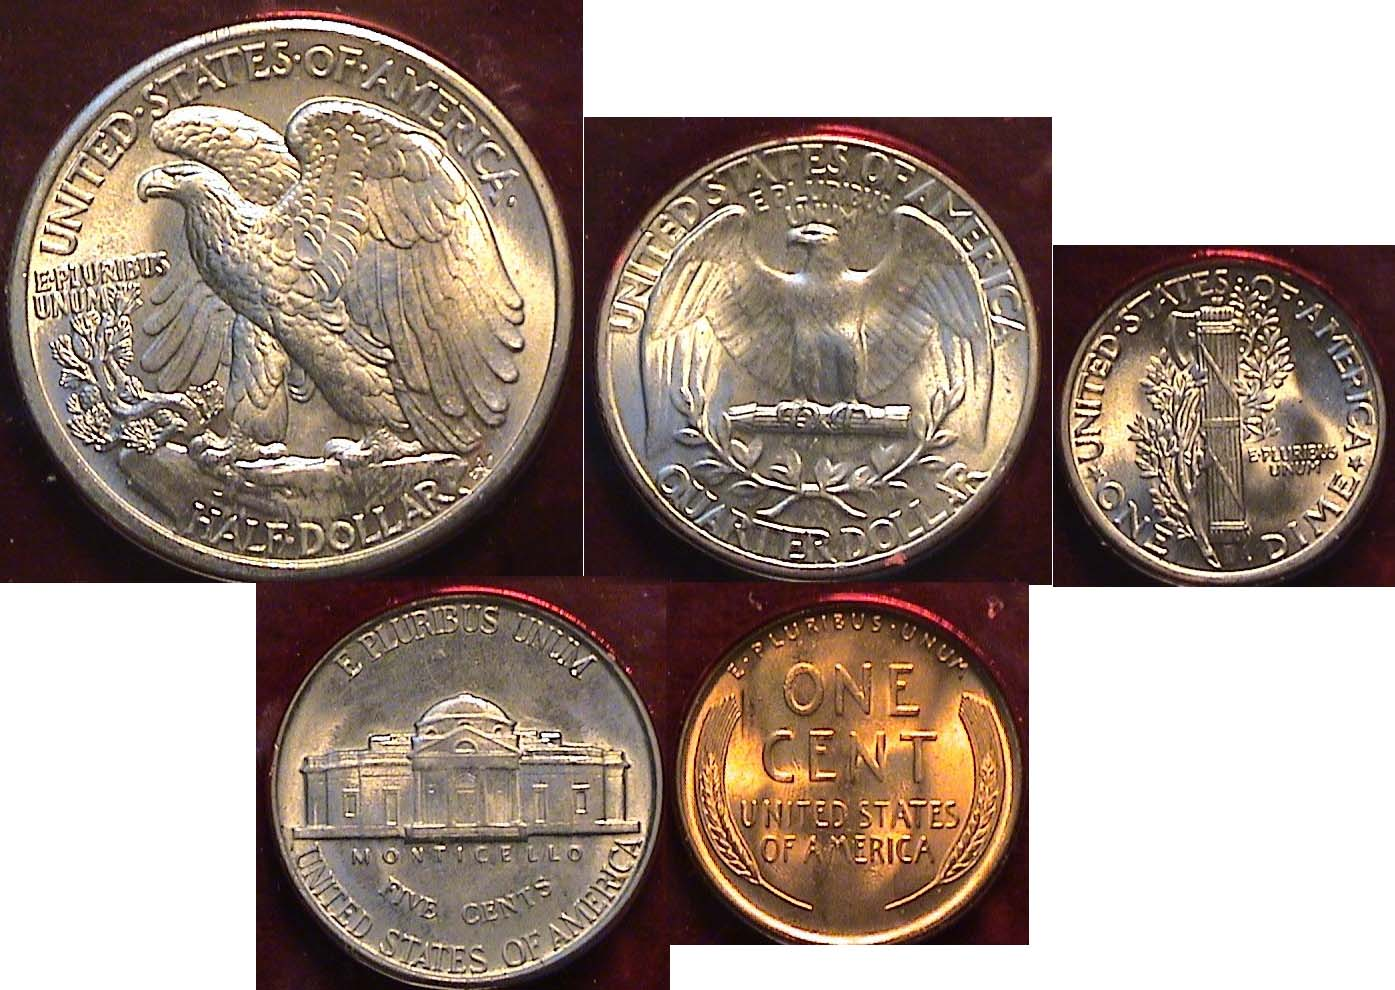 UNITED·STATES·OF·AMERICA·
E·PLURIBUS
UNUM
HALF·DOLLAR
UNITED STATES OF AMERICA
E PLURIBUS
UNUM
QUARTER DOLLAR
UNITED·STATES·OF·AMERICA
E·PLURIBUS
UNUM
ONE DIME
E PLURIBUS UNUM
MONTICELLO
FIVE CENTS
UNITED STATES OF AMERICA
E·PLURIBUS·UNUM
ONE
CENT
UNITED STATES
OF AMERICA